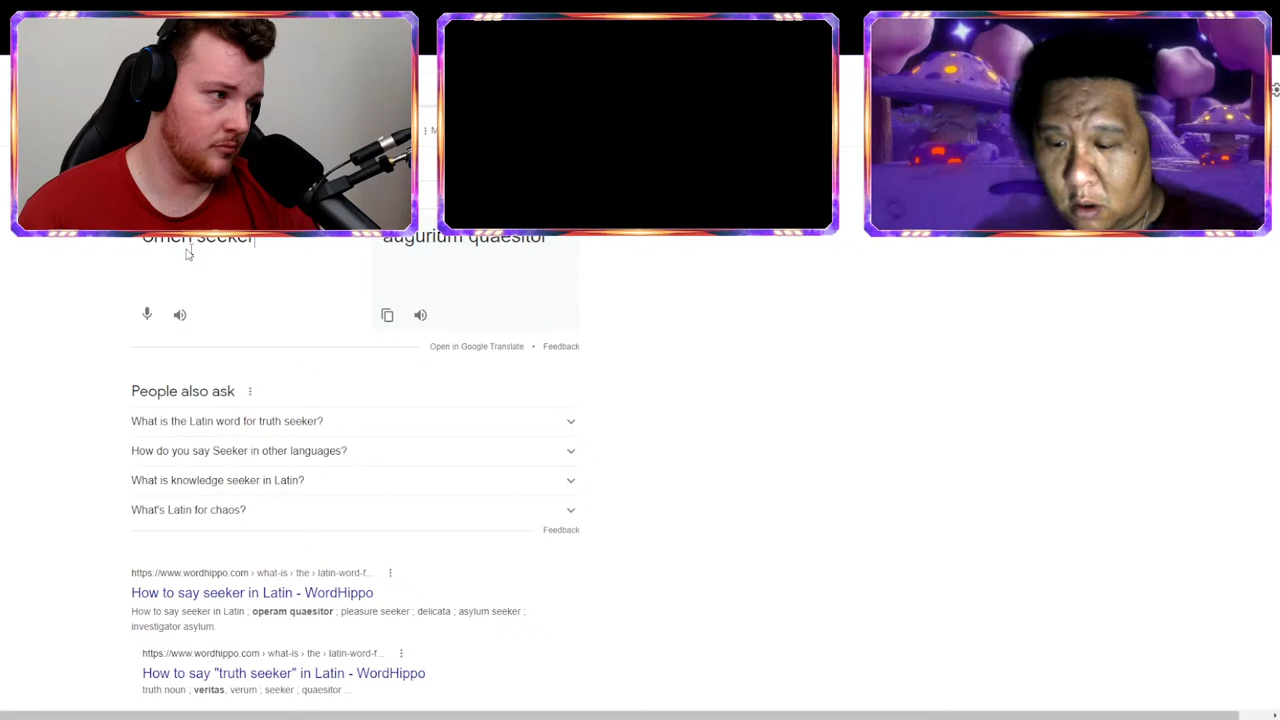 M
omen seeker
augurium quaesitor
Open in Google Translate • Feedback
People also ask
What is the Latin word for truth seeker?
How do you say Seeker in other languages?
What is knowledge seeker in Latin?
What's Latin for chaos?
Feedback
https://www.wordhippo.com › what-is › the › latin-word-f...
How to say seeker in Latin - WordHippo
How to say seeker in Latin ; operam quaesitor ; pleasure seeker ; delicata ; asylum seeker ;
investigator asylum.
https://www.wordhippo.com › what-is › the › latin-word-f...
How to say "truth seeker" in Latin - WordHippo
truth noun ; veritas, verum ; seeker ; quaesitor ...